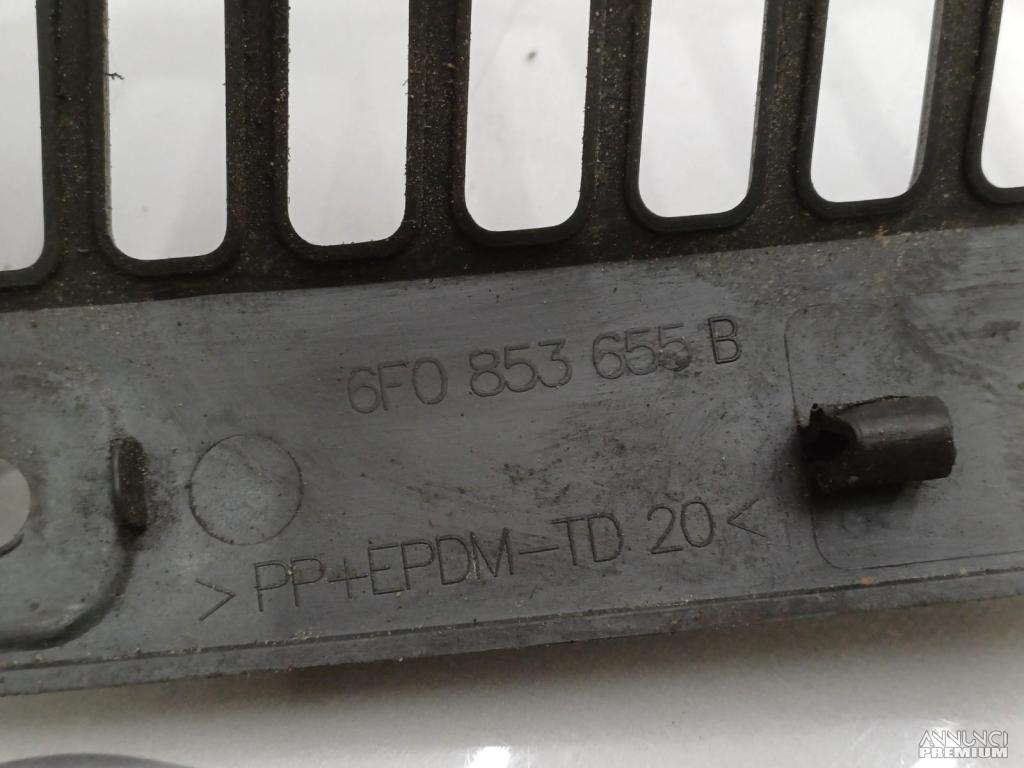 6F0 853 655 B
>PP+EPDM-TD 20<
ANNUNCI
PREMIUM